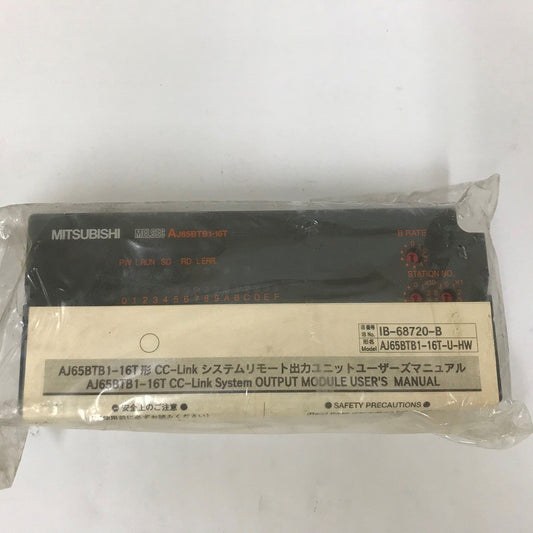 MITSUBISHI MELSEC AJ65BTB1-16T
B RATE
PW L RUN SD RD L ERR.
STATION NO.
0 1 2 3 4 5 6 7 8 9 A B C D E F
IB-68720-B
形名 Model AJ65BTB1-16T-U-HW
AJ65BTB1-16T形 CC-Link システムリモート出力ユニットユーザーズマニュアル
AJ65BTB1-16T CC-Link System OUTPUT MODULE USER'S MANUAL
●安全上のご注意●
●SAFETY PRECAUTIONS●